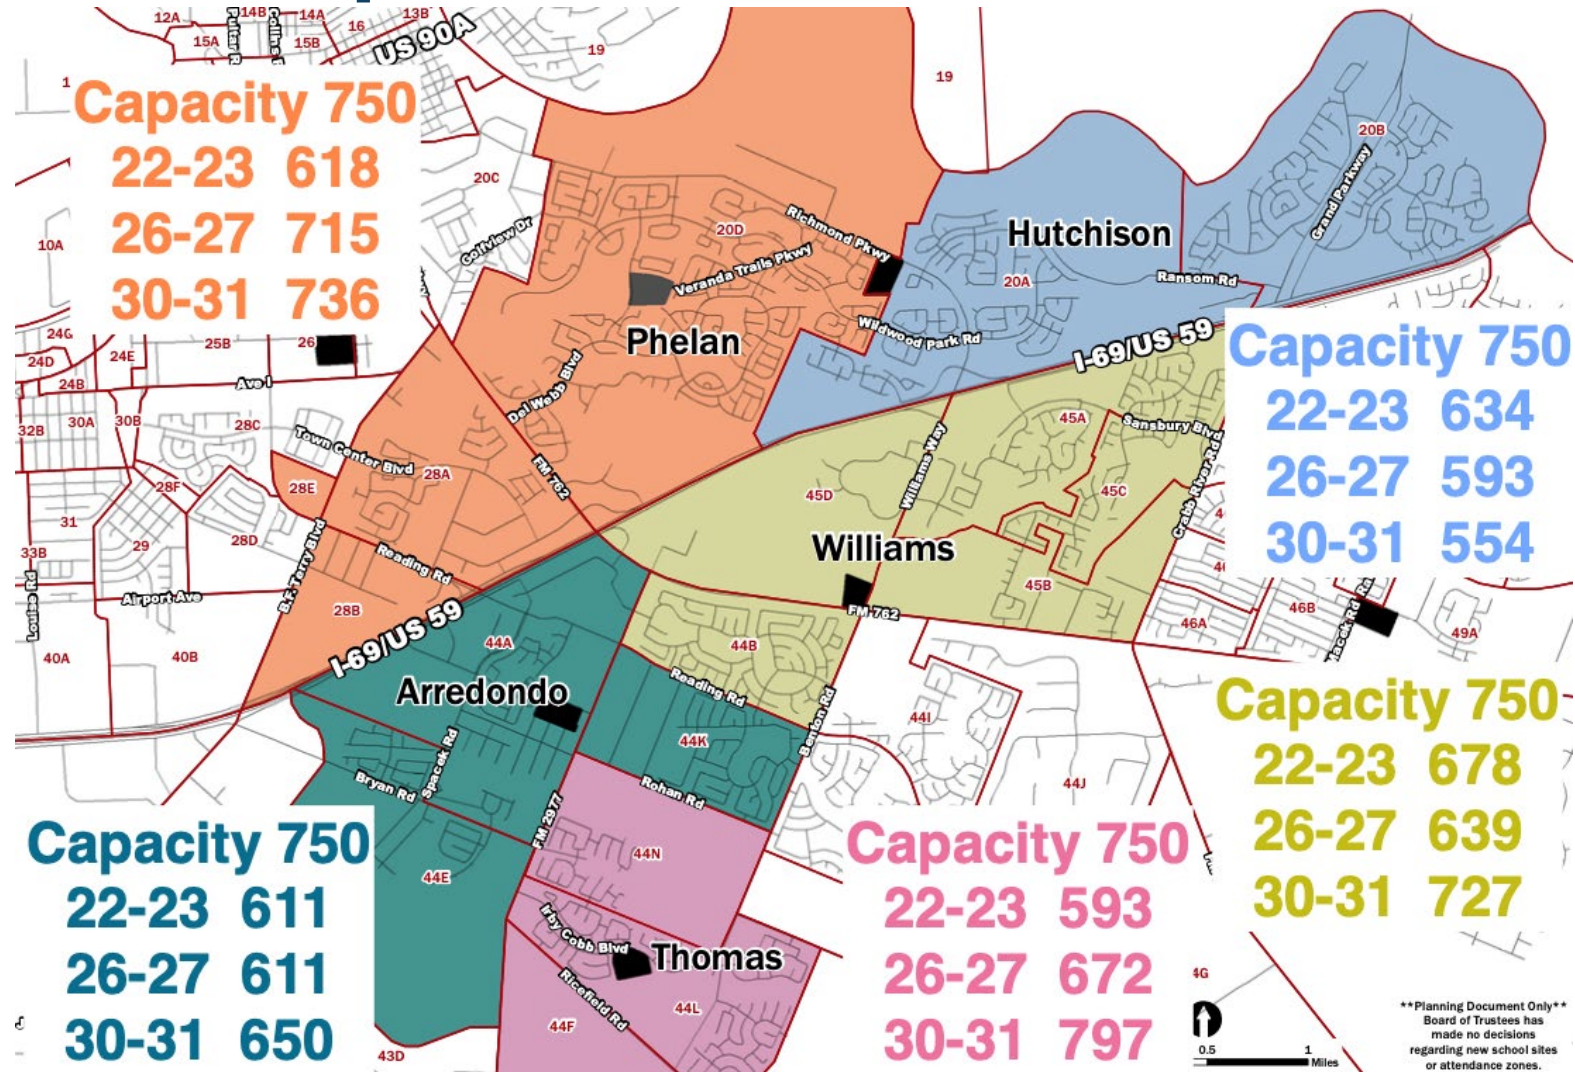 12A
14B
14A
13B
16
15A
15B
US 90A
19
19
1
Capacity 750
22-23 618
26-27 715
30-31 736
20C
Golfview Dr
10A
20D
Richmond Pkwy
Veranda Trails Pkwy
Phelan
Del Webb Blvd
Wildwood Park Rd
Hutchison
20A
20B
Grand Parkway
Ransom Rd
I-69/US 59
Capacity 750
22-23 634
26-27 593
30-31 554
24G
24D
24E
24B
25B
26
Ave I
32B
30A
30B
28C
Town Center Blvd
28A
28E
28F
28D
31
29
33B
Louise Rd
Airport Ave
B.F. Terry Blvd
Reading Rd
28B
40A
40B
FM 762
I-69/US 59
45A
Sansbury Blvd
45D
Williams Way
45C
Crabb River Rd
Williams
45B
FM 762
46A
46B
Macek Rd
49A
44A
44B
Arredondo
Reading Rd
Benton Rd
44K
44I
44J
Spacek Rd
Bryan Rd
Rohan Rd
FM 2977
44E
44N
Irby Cobb Blvd
Thomas
Ricefield Rd
44F
44L
43D
4G
Capacity 750
22-23 678
26-27 639
30-31 727
Capacity 750
22-23 611
26-27 611
30-31 650
Capacity 750
22-23 593
26-27 672
30-31 797
0.5 1
Miles
**Planning Document Only**
Board of Trustees has
made no decisions
regarding new school sites
or attendance zones.